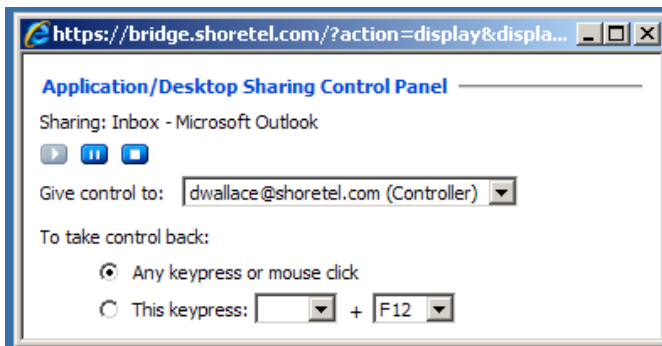 https://bridge.shoretel.com/?action=display&displa...
Application/Desktop Sharing Control Panel
Sharing: Inbox - Microsoft Outlook
Give control to: dwallace@shoretel.com (Controller)
To take control back:
Any keypress or mouse click
This keypress: + F12